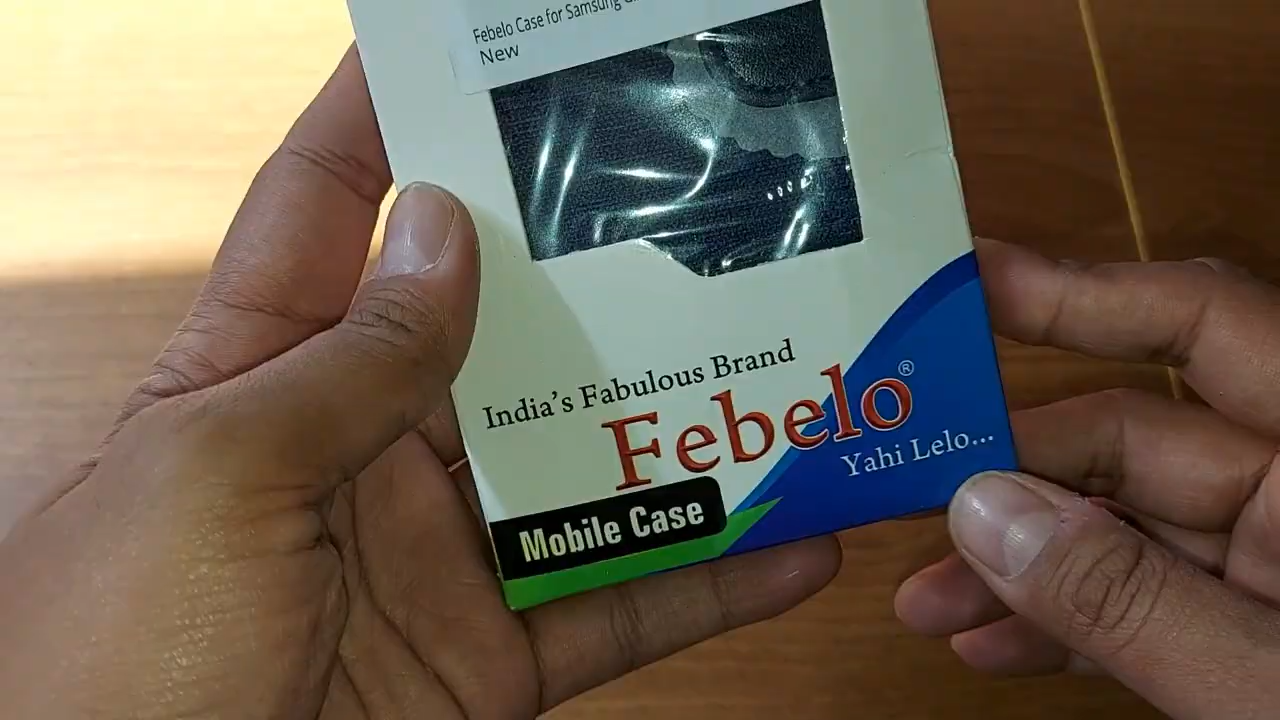 Febelo Case for Samsung
New
India's Fabulous Brand
Febelo®
Yahi Lelo...
Mobile Case